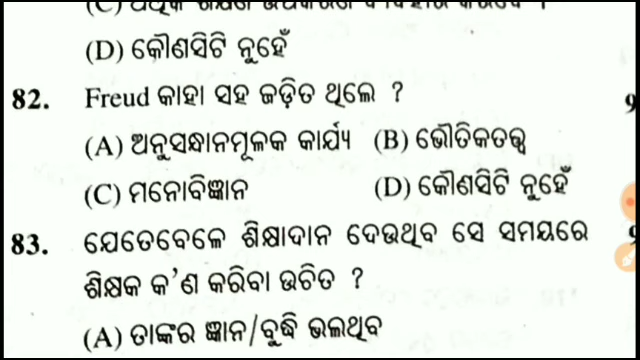 (D) କୌଣସିଟି ନୁହେଁ
82. Freud କାହା ସହ ଜଡ଼ିତ ଥିଲେ ?
(A) ଅନୁସନ୍ଧାନମୂଳକ କାର୍ଯ୍ୟ (B) ଭୌତିକତତ୍ତ୍ୱ
(C) ମନୋବିଜ୍ଞାନ (D) କୌଣସିଟି ନୁହେଁ
83. ଯେତେବେଳେ ଶିକ୍ଷାଦାନ ଦେଉଥିବ ସେ ସମୟରେ
ଶିକ୍ଷକ କ'ଣ କରିବା ଉଚିତ ?
(A) ତାଙ୍କର ଜ୍ଞାନ/ବୁଦ୍ଧି ଭଲଥିବ